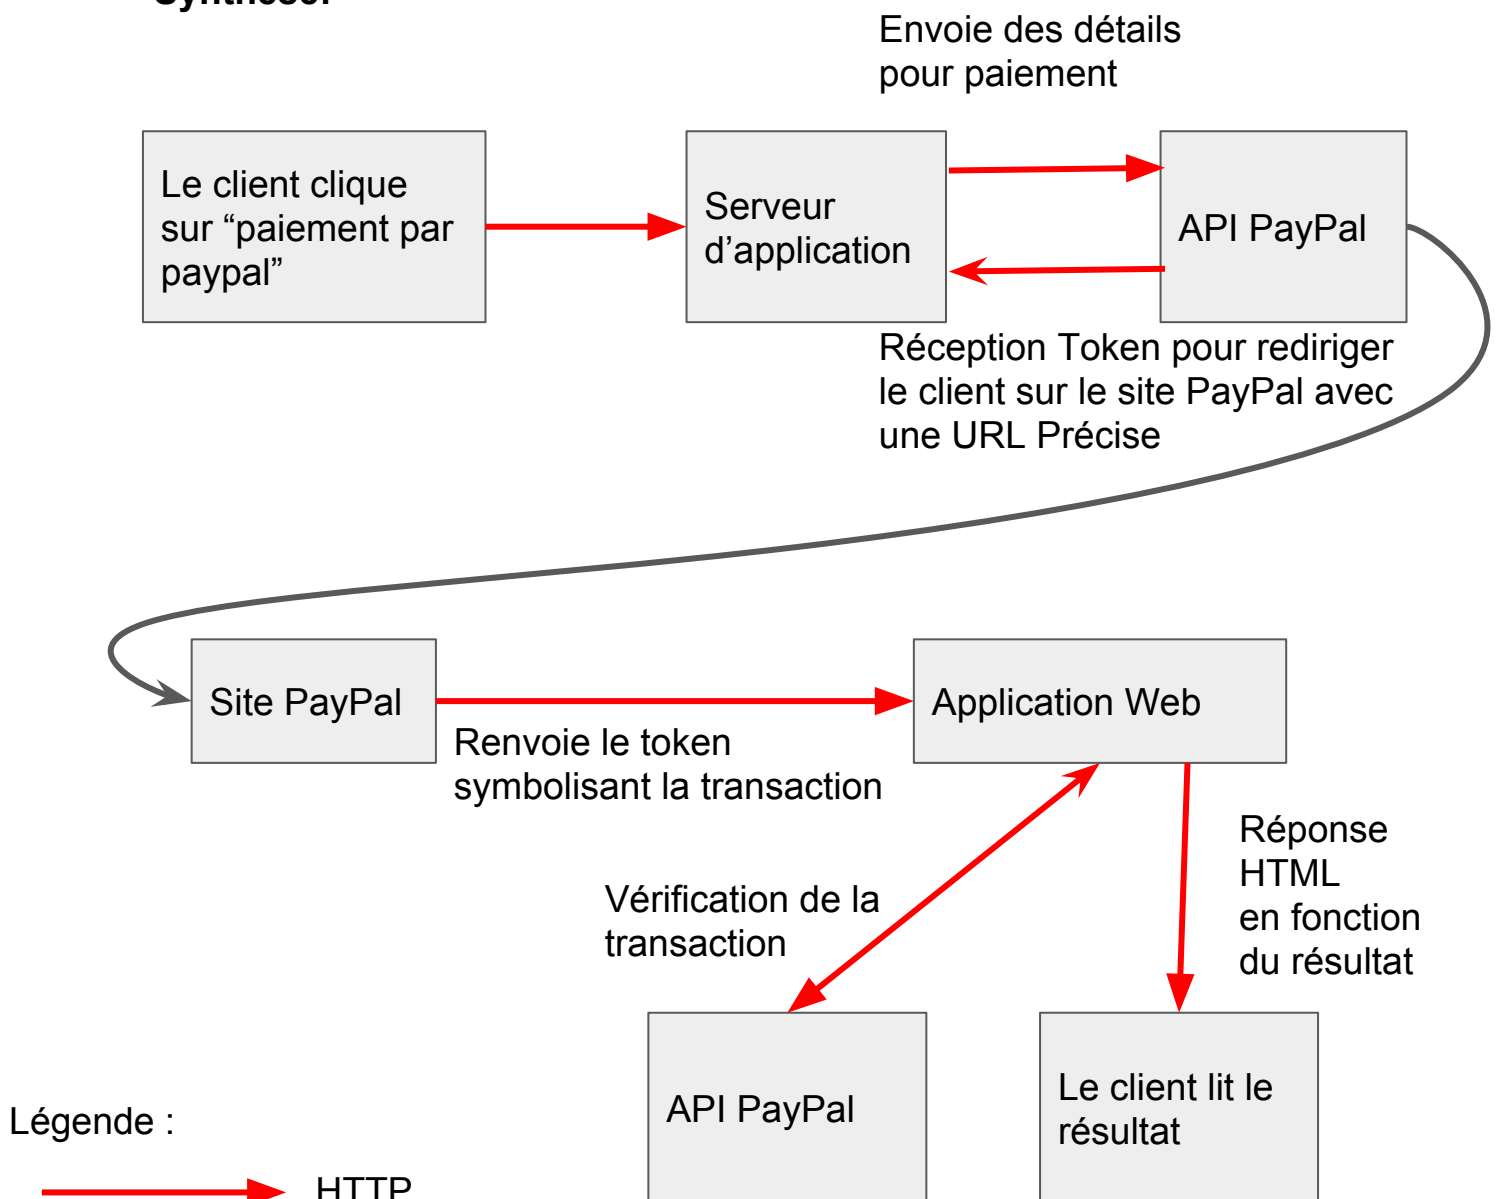 Synthèse:
Envoie des détails
pour paiement
Le client clique
sur “paiement par
paypal”
Serveur
d’application
API PayPal
Réception Token pour rediriger
le client sur le site PayPal avec
une URL Précise
Site PayPal
Renvoie le token
symbolisant la transaction
Application Web
Vérification de la
transaction
Réponse
HTML
en fonction
du résultat
API PayPal
Le client lit le
résultat
Légende :
HTTP